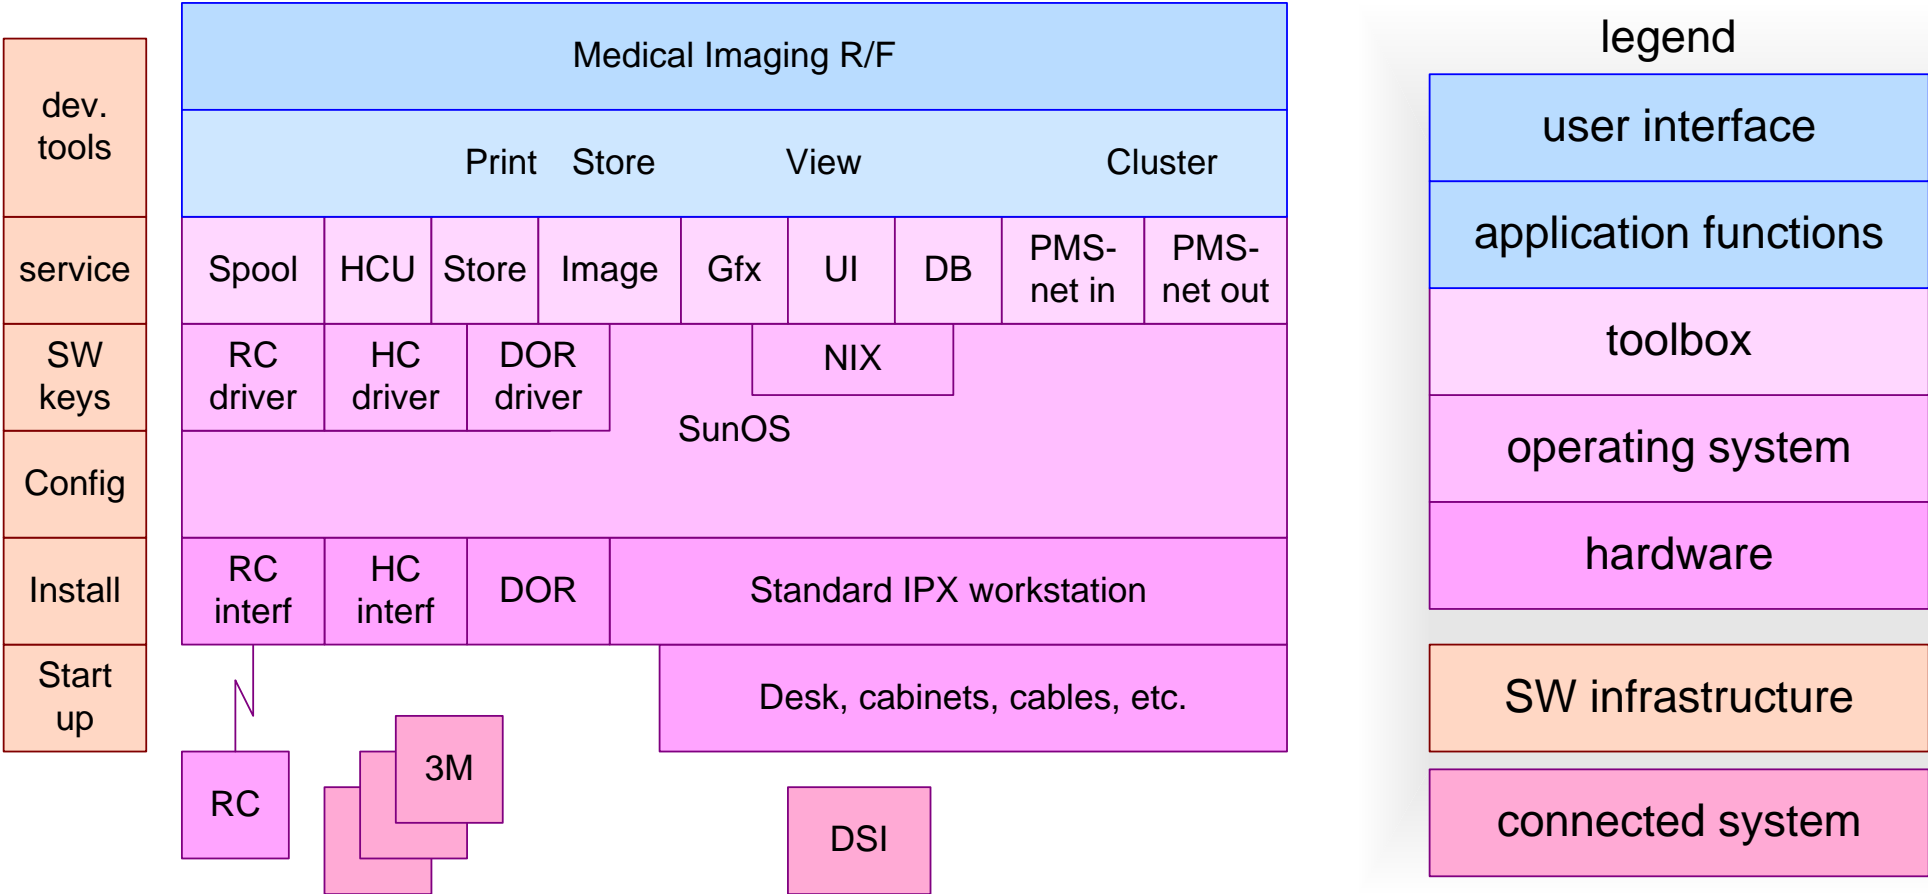 legend
Medical Imaging R/F
dev.
tools
Print Store View Cluster
service
Spool
HCU
Store
Image
Gfx
UI
DB
PMS-
net in
PMS-
net out
SW
keys
RC
driver
HC
driver
DOR
driver
NIX
SunOS
Config
Install
RC
interf
HC
interf
DOR
Standard IPX workstation
Start
up
Desk, cabinets, cables, etc.
RC
3M
DSI
user interface
application functions
toolbox
operating system
hardware
SW infrastructure
connected system